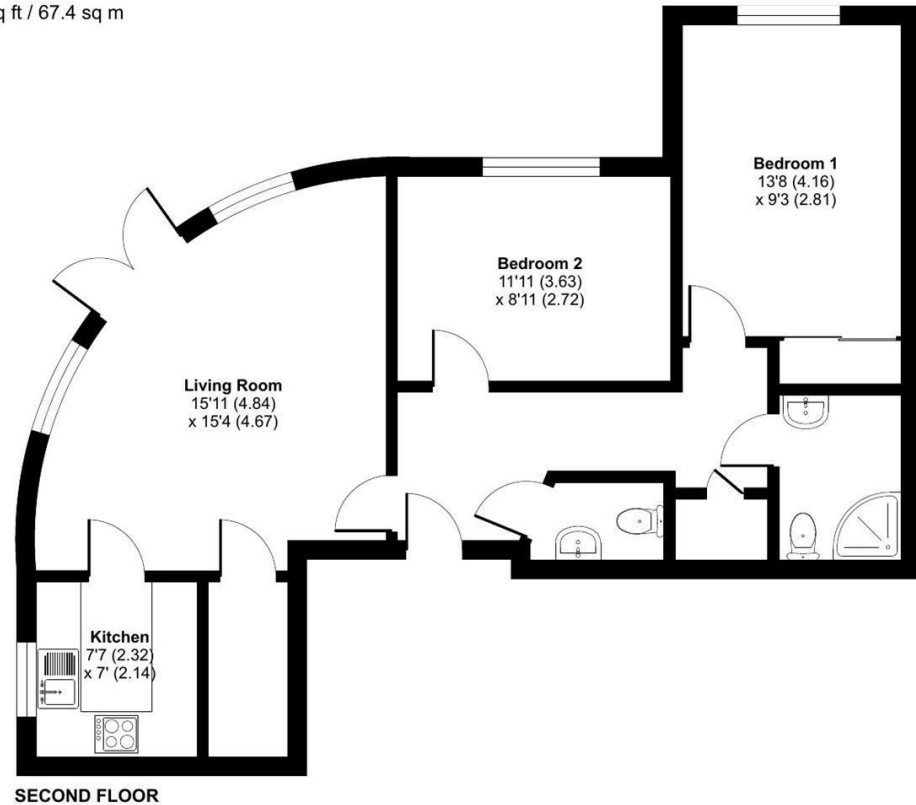 q ft / 67.4 sq m
Bedroom 1
13'8 (4.16)
x 9'3 (2.81)
Bedroom 2
11'11 (3.63)
x 8'11 (2.72)
Living Room
15'11 (4.84)
x 15'4 (4.67)
Kitchen
7'7 (2.32)
x 7' (2.14)
SECOND FLOOR